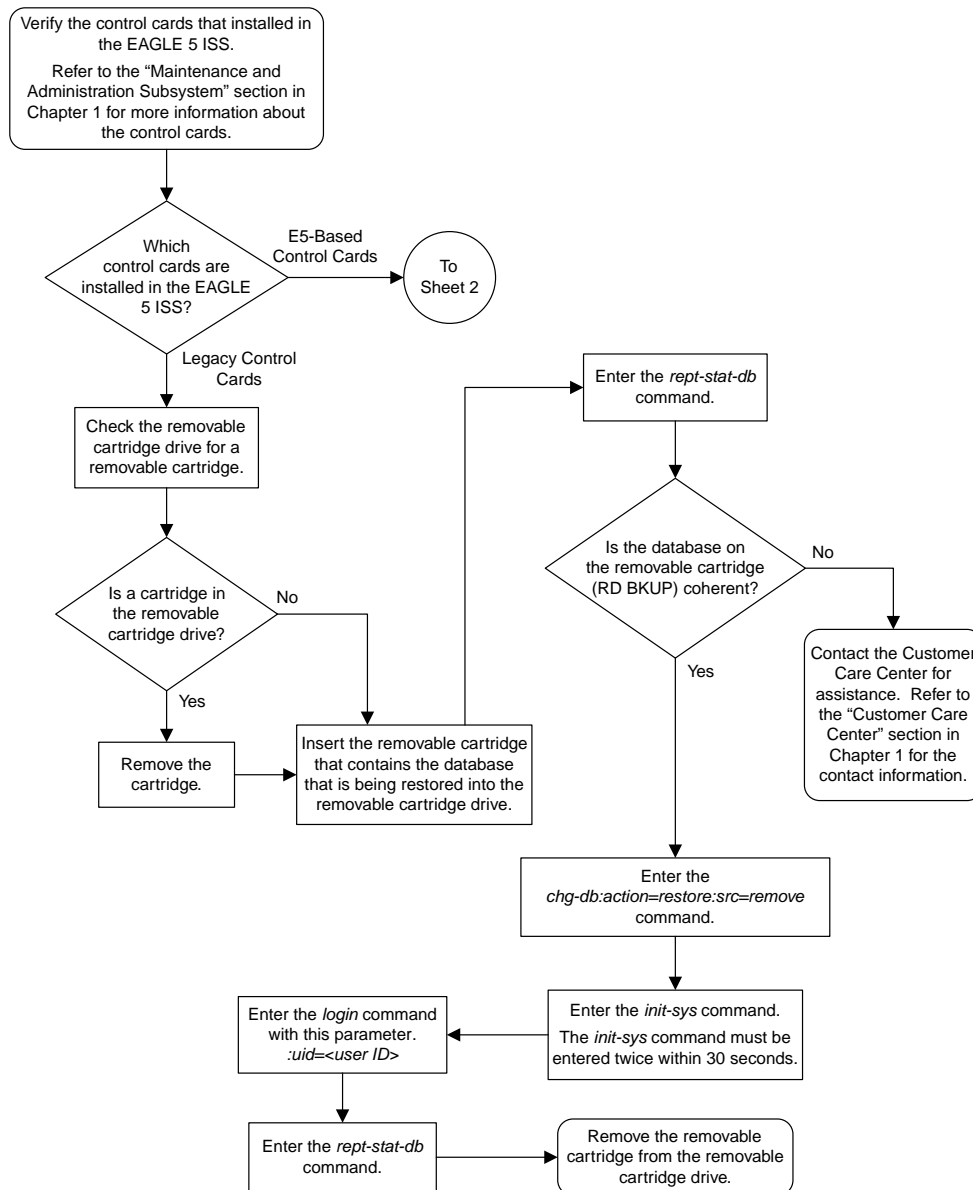 Verify the control cards that installed in
the EAGLE 5 ISS.
Refer to the “Maintenance and
Administration Subsystem” section in
Chapter 1 for more information about
the control cards.
Which
control cards are
installed in the EAGLE
5 ISS?
E5-Based
Control Cards
To
Sheet 2
Legacy Control
Cards
Check the removable
cartridge drive for a
removable cartridge.
Is a cartridge in
the removable
cartridge drive?
No
Yes
Remove the
cartridge.
Insert the removable cartridge
that contains the database
that is being restored into the
removable cartridge drive.
Enter the rept-stat-db
command.
Is the database on
the removable cartridge
(RD BKUP) coherent?
No
Yes
Contact the Customer
Care Center for
assistance.  Refer to
the “Customer Care
Center” section in
Chapter 1 for the
contact information.
Enter the
chg-db:action=restore:src=remove
command.
Enter the init-sys command.
The init-sys command must be
entered twice within 30 seconds.
Enter the login command
with this parameter.
:uid=<user ID>
Enter the rept-stat-db
command.
Remove the removable
cartridge from the removable
cartridge drive.